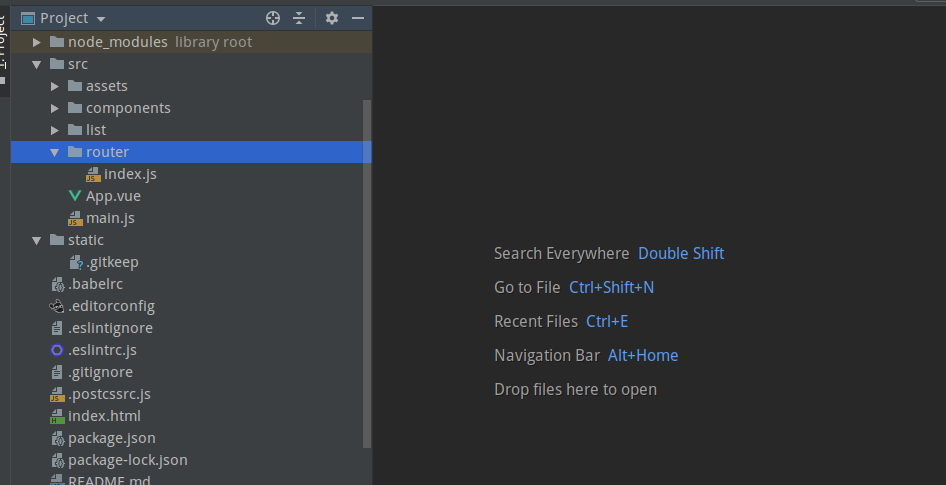 Project
node_modules library root
src
assets
components
list
router
index.js
App.vue
main.js
static
.gitkeep
.babelrc
.editorconfig
.eslintignore
.eslintrc.js
.gitignore
.postcssrc.js
index.html
package.json
package-lock.json
README.md
Search Everywhere Double Shift
Go to File Ctrl+Shift+N
Recent Files Ctrl+E
Navigation Bar Alt+Home
Drop files here to open